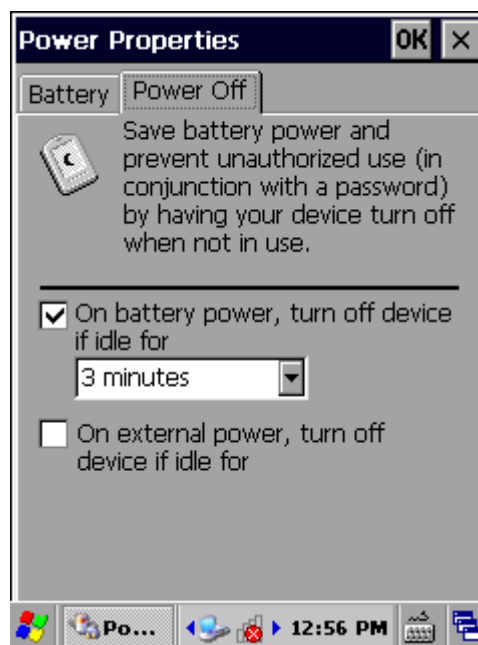 Power Properties OK ×
Battery Power Off
Save battery power and
prevent unauthorized use (in
conjunction with a password)
by having your device turn off
when not in use.
On battery power, turn off device
if idle for
3 minutes
On external power, turn off
device if idle for
Po... 12:56 PM